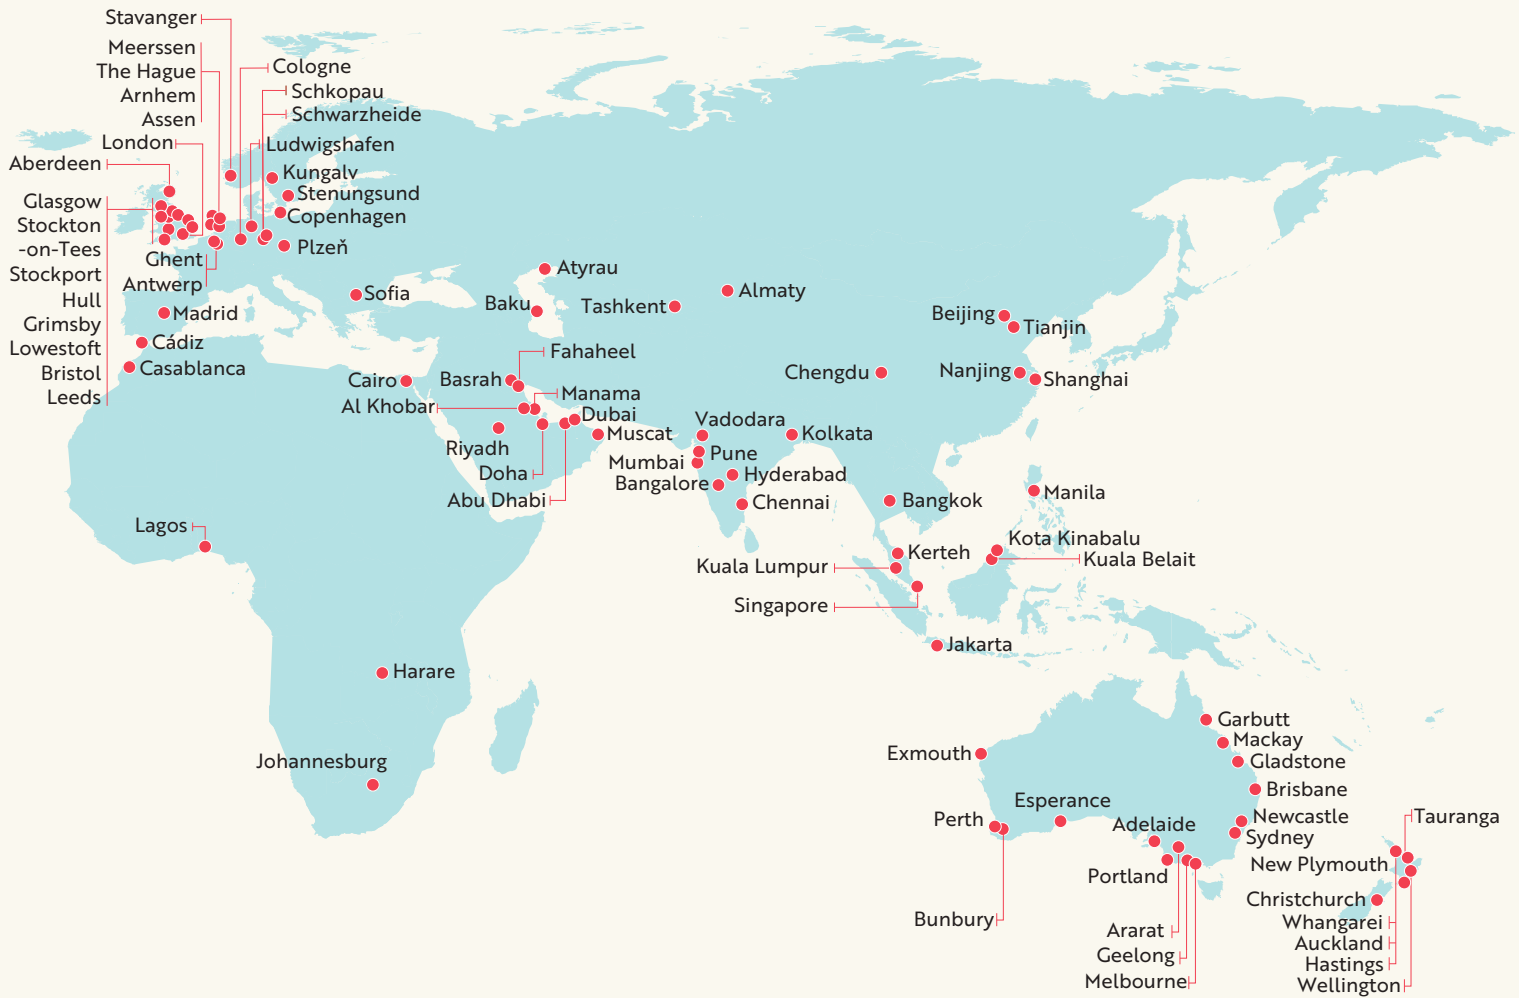 Stavanger
Meerssen
The Hague
Arnhem
Assen
London
Aberdeen
Glasgow
Stockton
-on-Tees
Stockport
Hull
Grimsby
Lowestoft
Bristol
Leeds
Cologne
Schkopau
Schwarzheide
Ludwigshafen
Kungalv
Stenungsund
Copenhagen
Plzeň
Ghent
Antwerp
Sofia
Madrid
Cádiz
Casablanca
Atyrau
Baku
Tashkent
Almaty
Beijing
Tianjin
Chengdu
Nanjing
Shanghai
Fahaheel
Cairo
Basrah
Manama
Al Khobar
Dubai
Muscat
Riyadh
Doha
Abu Dhabi
Vadodara
Kolkata
Pune
Mumbai
Hyderabad
Bangalore
Chennai
Bangkok
Manila
Lagos
Kota Kinabalu
Kerteh
Kuala Belait
Kuala Lumpur
Singapore
Jakarta
Harare
Johannesburg
Garbutt
Mackay
Gladstone
Exmouth
Brisbane
Esperance
Perth
Adelaide
Newcastle
Sydney
Portland
Bunbury
Ararat
Geelong
Melbourne
Tauranga
New Plymouth
Christchurch
Whangarei
Auckland
Hastings
Wellington